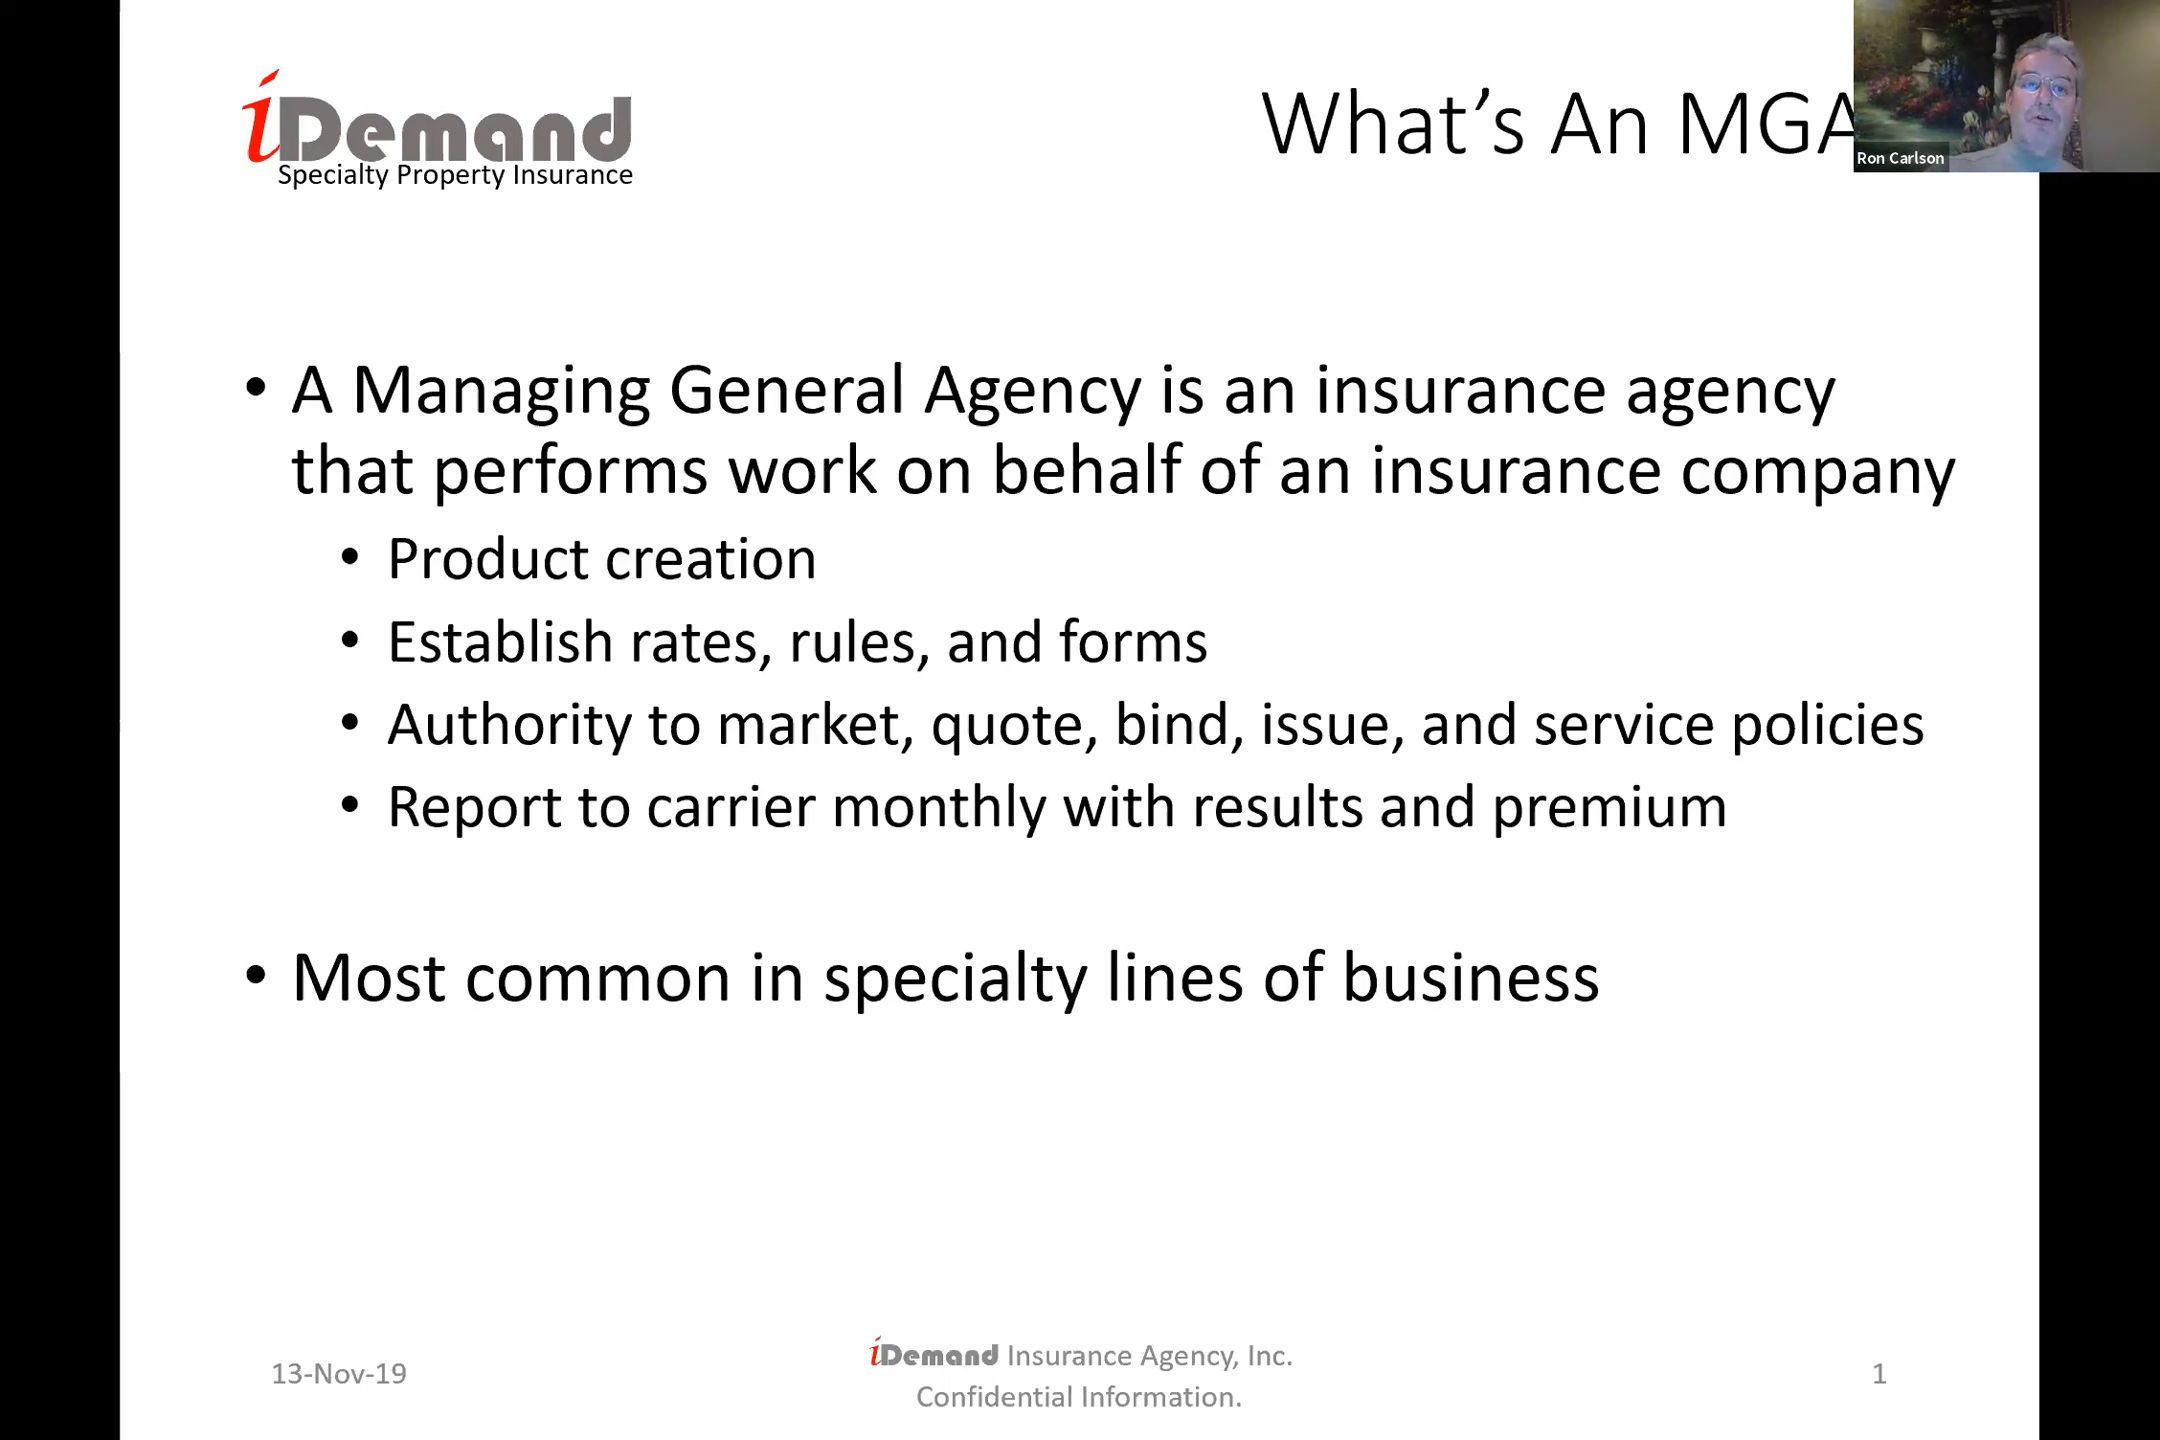 iDemand
Specialty Property Insurance
What's An MGA
Ron Carlson
• A Managing General Agency is an insurance agency
that performs work on behalf of an insurance company
• Product creation
• Establish rates, rules, and forms
• Authority to market, quote, bind, issue, and service policies
• Report to carrier monthly with results and premium
• Most common in specialty lines of business
13-Nov-19
iDemand Insurance Agency, Inc.
Confidential Information.
1